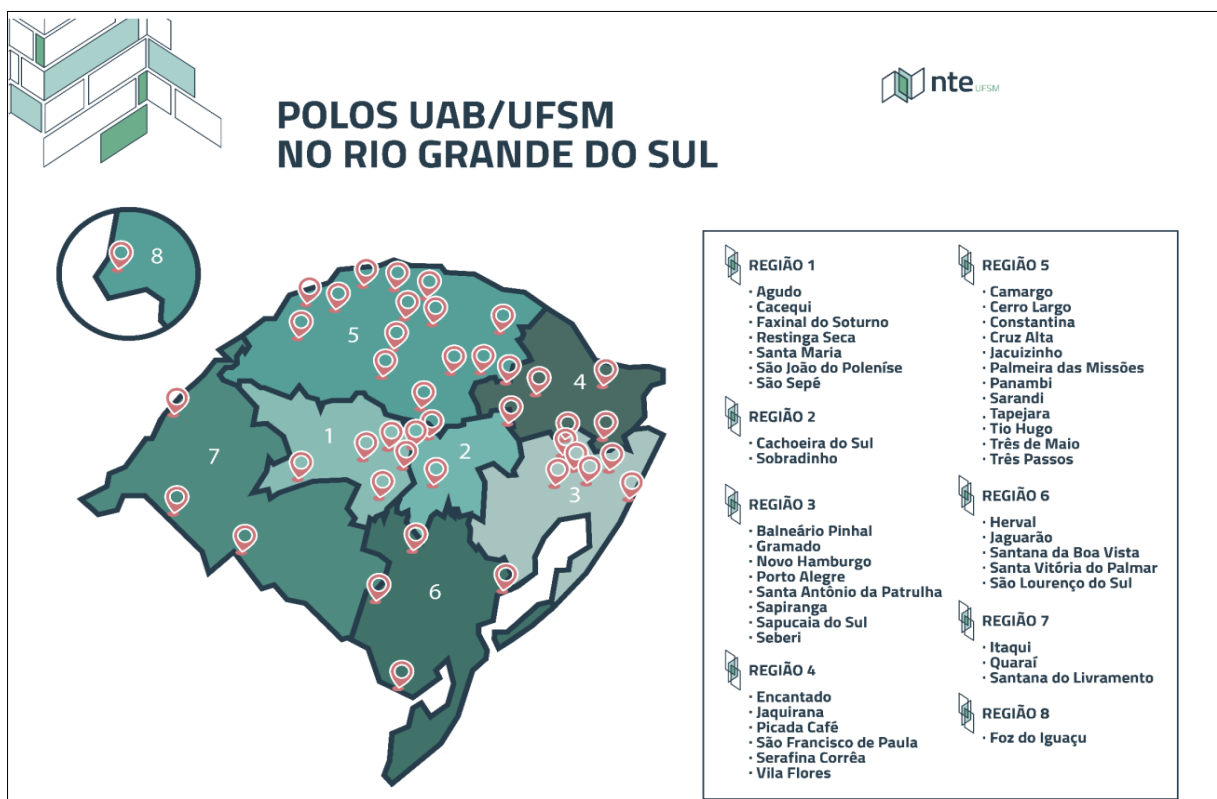 nte UFSM
POLOS UAB/UFSM
NO RIO GRANDE DO SUL
8
5
4
1
2
7
3
6
REGIÃO 1
· Agudo
· Cacequi
· Faxinal do Soturno
· Restinga Seca
· Santa Maria
· São João do Polenise
· São Sepé
REGIÃO 2
· Cachoeira do Sul
· Sobradinho
REGIÃO 3
· Balneário Pinhal
· Gramado
· Novo Hamburgo
· Porto Alegre
· Santa Antônio da Patrulha
· Sapiranga
· Sapucaia do Sul
· Seberi
REGIÃO 4
· Encantado
· Jaquirana
· Picada Café
· São Francisco de Paula
· Serafina Corrêa
· Vila Flores
REGIÃO 5
· Camargo
· Cerro Largo
· Constantina
· Cruz Alta
· Jacuizinho
· Palmeira das Missões
· Panambi
· Sarandi
· Tapejara
· Tio Hugo
· Três de Maio
· Três Passos
REGIÃO 6
· Herval
· Jaguarão
· Santana da Boa Vista
· Santa Vitória do Palmar
· São Lourenço do Sul
REGIÃO 7
· Itaqui
· Quaraí
· Santana do Livramento
REGIÃO 8
· Foz do Iguaçu